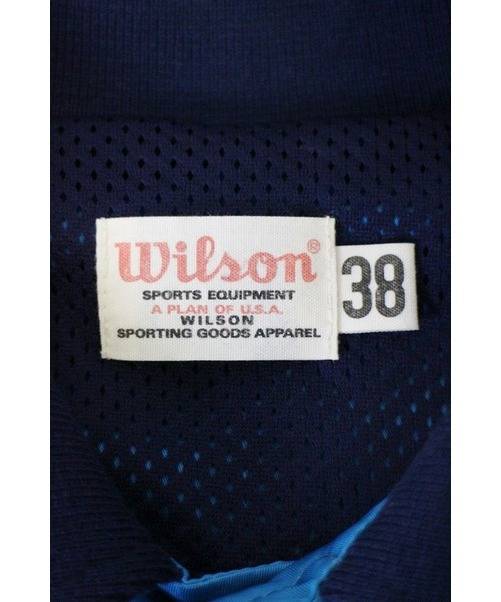 Wilson®
SPORTS EQUIPMENT
A PLAN OF U.S.A.
WILSON
SPORTING GOODS APPAREL
38